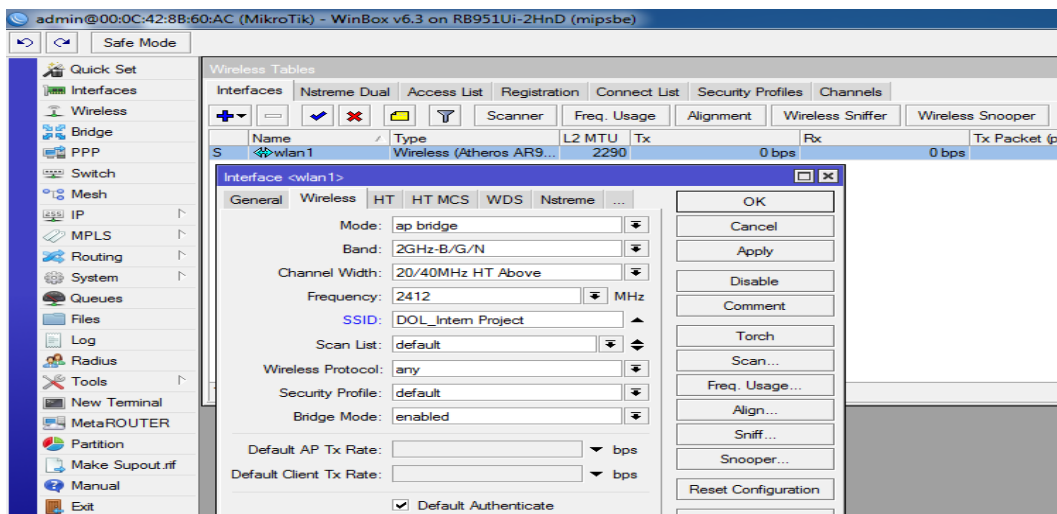 admin@00:0C:42:8B:60:AC (MikroTik) - WinBox v6.3 on RB951Ui-2HnD (mipsbe)
Safe Mode
Quick Set
Interfaces
Wireless
Bridge
PPP
Switch
Mesh
IP
MPLS
Routing
System
Queues
Files
Log
Radius
Tools
New Terminal
MetaROUTER
Partition
Make Supout.rif
Manual
Exit
Wireless Tables
Interfaces Nstreme Dual Access List Registration Connect List Security Profiles Channels
Scanner Freq. Usage Alignment Wireless Sniffer Wireless Snooper
Name / Type L2 MTU Tx Rx Tx Packet (p
S wlan1 Wireless (Atheros AR9... 2290 0 bps 0 bps
Interface <wlan1>
General Wireless HT HT MCS WDS Nstreme ...
Mode: ap bridge
Band: 2GHz-B/G/N
Channel Width: 20/40MHz HT Above
Frequency: 2412 MHz
SSID: DOL_Intern Project
Scan List: default
Wireless Protocol: any
Security Profile: default
Bridge Mode: enabled
Default AP Tx Rate: bps
Default Client Tx Rate: bps
Default Authenticate
OK
Cancel
Apply
Disable
Comment
Torch
Scan...
Freq. Usage...
Align...
Sniff...
Snooper...
Reset Configuration